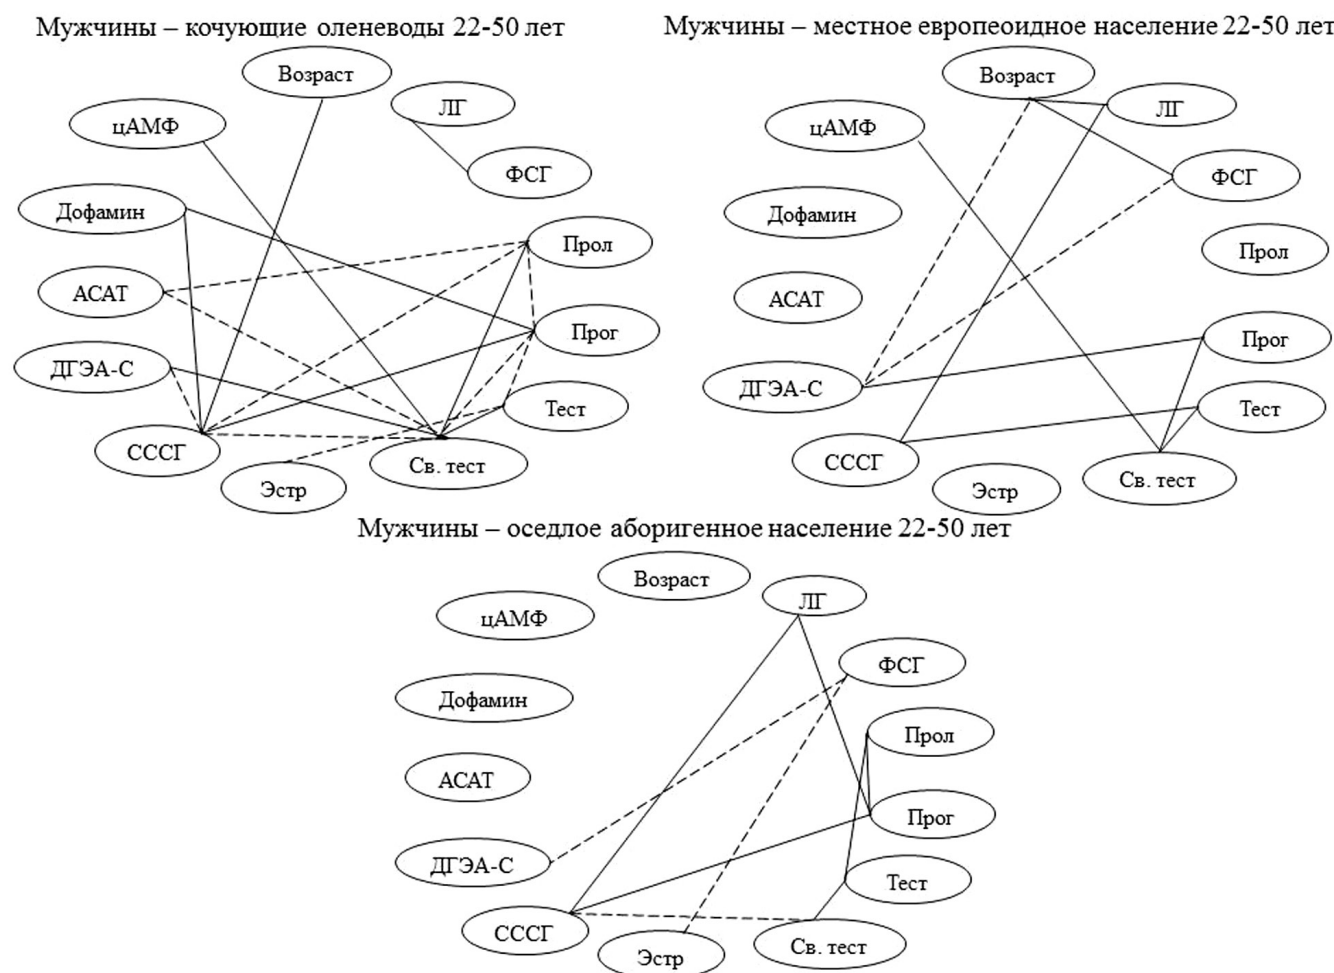 Мужчины – кочующие оленеводы 22-50 лет
Возраст
ЛГ
цАМФ
ФСГ
Дофамин
Прол
АСАТ
Прог
ДГЭА-С
Тест
СССГ
Св. тест
Эстр
Мужчины – местное европеоидное население 22-50 лет
Возраст
ЛГ
цАМФ
ФСГ
Дофамин
Прол
АСАТ
Прог
ДГЭА-С
Тест
СССГ
Св. тест
Эстр
Мужчины – оседлое аборигенное население 22-50 лет
Возраст
ЛГ
цАМФ
ФСГ
Дофамин
Прол
АСАТ
Прог
ДГЭА-С
Тест
СССГ
Св. тест
Эстр